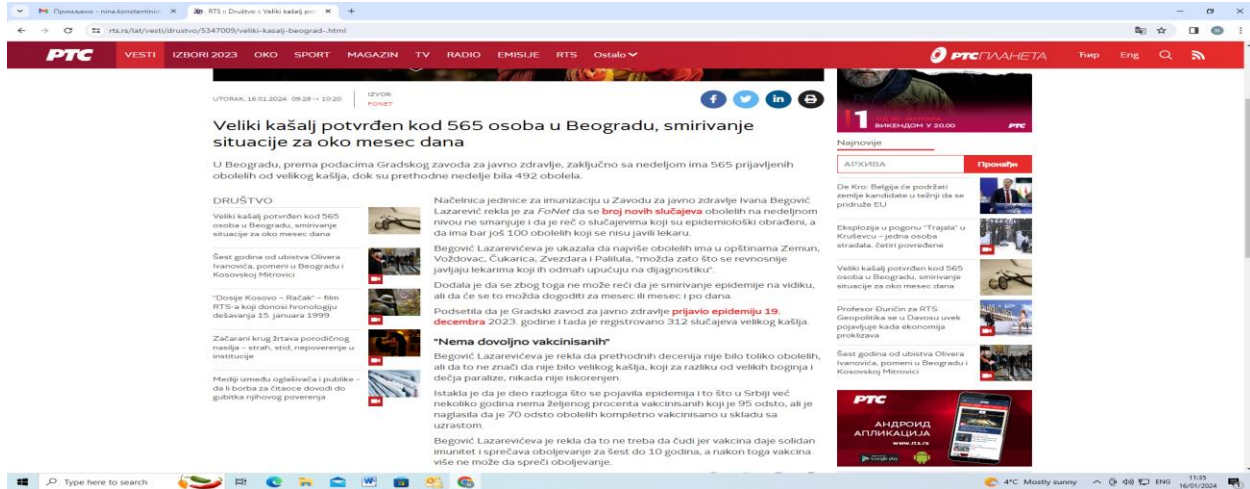 Примљено - nina.konstantinic
RTS :: Društvo :: Veliki kašalj po
rts.rs/lat/vesti/drustvo/5347009/veliki-kasalj-beograd-.html
РТС VESTI IZBORI 2023 OKO SPORT MAGAZIN TV RADIO EMISIJE RTS Ostalo РТСПЛАНЕТА Ћир Eng
UTORAK, 16.01.2024, 09:28 -> 10:20
IZVOR:
FONET
Veliki kašalj potvrđen kod 565 osoba u Beogradu, smirivanje
situacije za oko mesec dana
U Beogradu, prema podacima Gradskog zavoda za javno zdravlje, zaključno sa nedeljom ima 565 prijavljenih
obolelih od velikog kašlja, dok su prethodne nedelje bila 492 obolela.
DRUŠTVO
Veliki kašalj potvrđen kod 565
osoba u Beogradu, smirivanje
situacije za oko mesec dana
Šest godina od ubistva Olivera
Ivanovića, pomeni u Beogradu i
Kosovskoj Mitrovici
"Dosije Kosovo – Račak" – film
RTS-a koji donosi hronologiju
dešavanja 15. januara 1999.
Začarani krug žrtava porodičnog
nasilja – strah, stid, nepoverenje u
institucije
Mediji između oglašivača i publike –
da li borba za čitaoce dovodi do
gubitka njihovog poverenja
Načelnica jedinice za imunizaciju u Zavodu za javno zdravlje Ivana Begović
Lazarević rekla je za FoNet da se broj novih slučajeva obolelih na nedeljnom
nivou ne smanjuje i da je reč o slučajevima koji su epidemiološki obrađeni, a
da ima bar još 100 obolelih koji se nisu javili lekaru.
Begović Lazarevićeva je ukazala da najviše obolelih ima u opštinama Zemun,
Voždovac, Čukarica, Zvezdara i Palilula, "možda zato što se revnosnije
javljaju lekarima koji ih odmah upućuju na dijagnostiku".
Dodala je da se zbog toga ne može reći da je smirivanje epidemije na vidiku,
ali da će se to možda dogoditi za mesec ili mesec i po dana.
Podsetila da je Gradski zavod za javno zdravlje prijavio epidemiju 19.
decembra 2023. godine i tada je registrovano 312 slučajeva velikog kašlja.
"Nema dovoljno vakcinisanih"
Begović Lazarevićeva je rekla da prethodnih decenija nije bilo toliko obolelih,
ali da to ne znači da nije bilo velikog kašlja, koji za razliku od velikih boginja i
dečja paralize, nikada nije iskorenjen.
Istakla je da je deo razloga što se pojavila epidemija i to što u Srbiji već
nekoliko godina nema željenog procenta vakcinisanih koji je 95 odsto, ali je
naglasila da je 70 odsto obolelih kompletno vakcinisano u skladu sa
uzrastom.
Begović Lazarevićeva je rekla da to ne treba da čudi jer vakcina daje solidan
imunitet i sprečava oboljevanje za šest do 10 godina, a nakon toga vakcina
više ne može da spreči oboljevanje.
ВИКЕНДОМ У 20.00
РТС
Najnovije
АРХИВА Пронађи
De Kro: Belgija će podržati
zemlje kandidate u težnji da se
pridruže EU
Eksplozija u pogonu "Trajala" u
Kruševcu – jedna osoba
stradala, četiri povređene
Veliki kašalj potvrđen kod 565
osoba u Beogradu, smirivanje
situacije za oko mesec dana
Profesor Đuričin za RTS:
Geopolitika se u Davosu uvek
pojavljuje kada ekonomija
proklizava
Šest godina od ubistva Olivera
Ivanovića, pomeni u Beogradu i
Kosovskoj Mitrovici
РТС
АНДРОИД
АПЛИКАЦИЈА
www.rts.rs
Google play
Type here to search
4°C Mostly sunny
ENG
11:35
16/01/2024